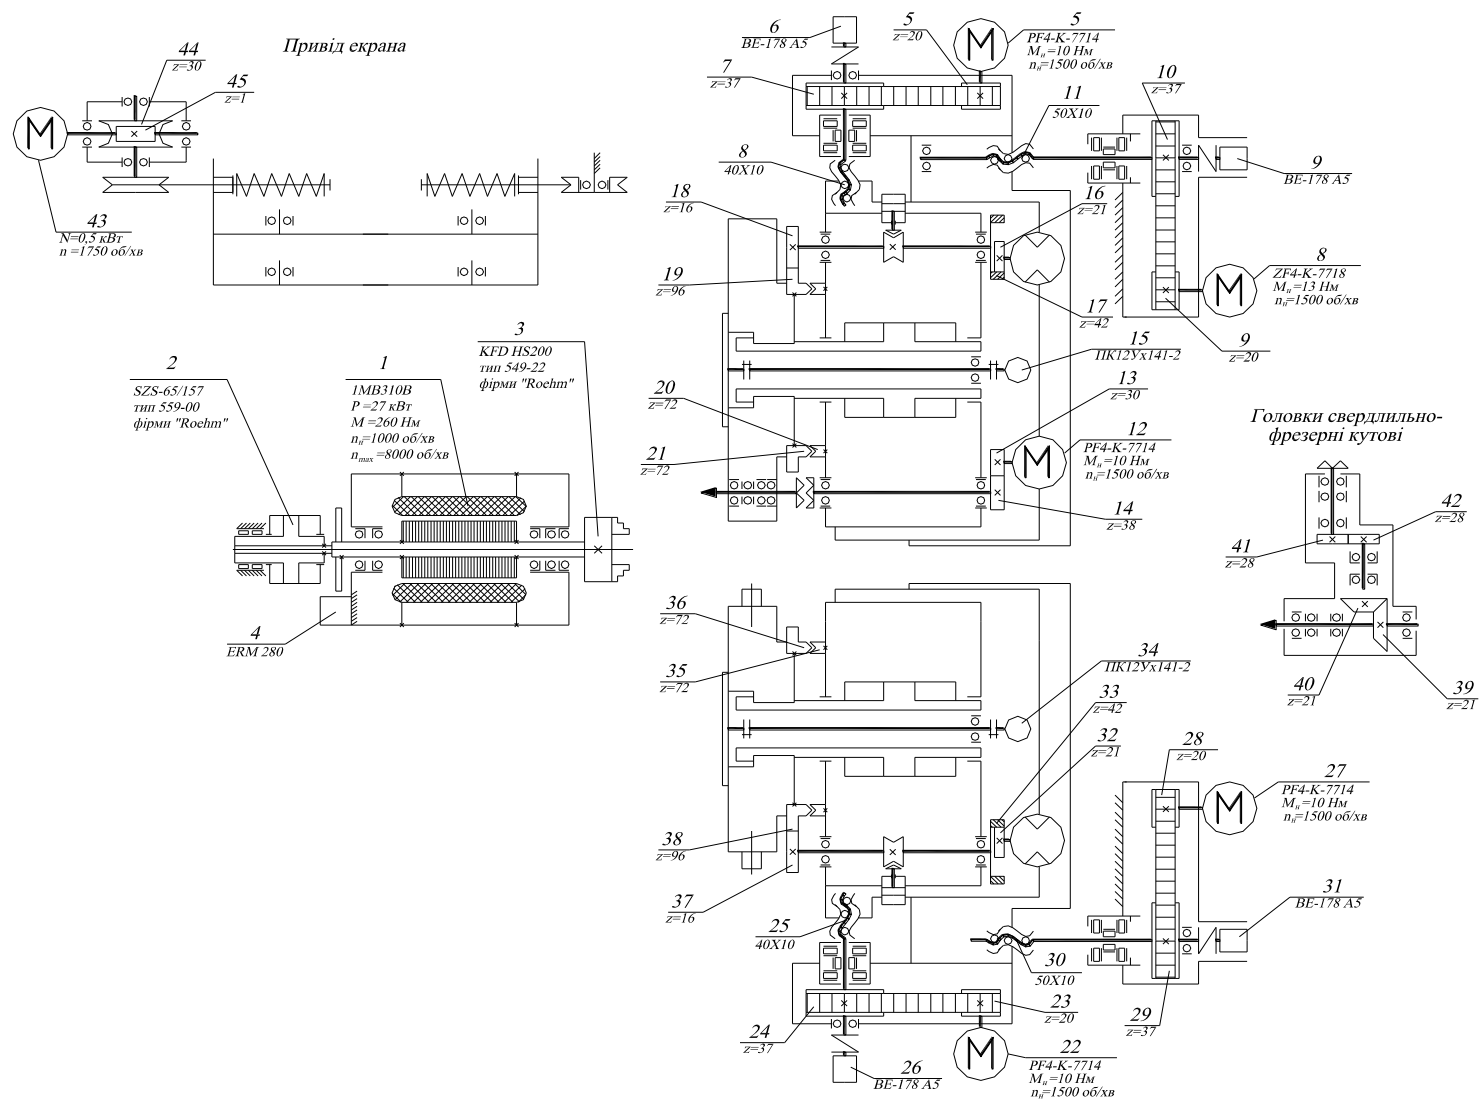 Привід екрана
44
z=30
45
z=1
М
43
N=0,5 кВт
n =1750 об/хв
2
SZS-65/157
тип 559-00
фірми "Roehm"
1
1МВ310В
P =27 кВт
M =260 Нм
nн=1000 об/хв
nmax =8000 об/хв
3
KFD HS200
тип 549-22
фірми "Roehm"
4
ERM 280
6
ВЕ-178 А5
5
z=20
М
5
PF4-K-7714
Mн=10 Нм
nн=1500 об/хв
7
z=37
8
40X10
11
50X10
10
z=37
9
ВЕ-178 А5
18
z=16
16
z=21
19
z=96
17
z=42
М
8
ZF4-K-7718
Mн=13 Нм
nн=1500 об/хв
9
z=20
15
ПК12Ух141-2
20
z=72
13
z=30
21
z=72
М
12
PF4-K-7714
Mн=10 Нм
nн=1500 об/хв
14
z=38
Головки свердлильно-
фрезерні кутові
42
z=28
41
z=28
40
z=21
39
z=21
36
z=72
35
z=72
34
ПК12Ух141-2
33
z=42
32
z=21
28
z=20
М
27
PF4-K-7714
Mн=10 Нм
nн=1500 об/хв
38
z=96
37
z=16
25
40X10
31
ВЕ-178 А5
30
50X10
29
z=37
24
z=37
23
z=20
26
ВЕ-178 А5
М
22
PF4-K-7714
Mн=10 Нм
nн=1500 об/хв